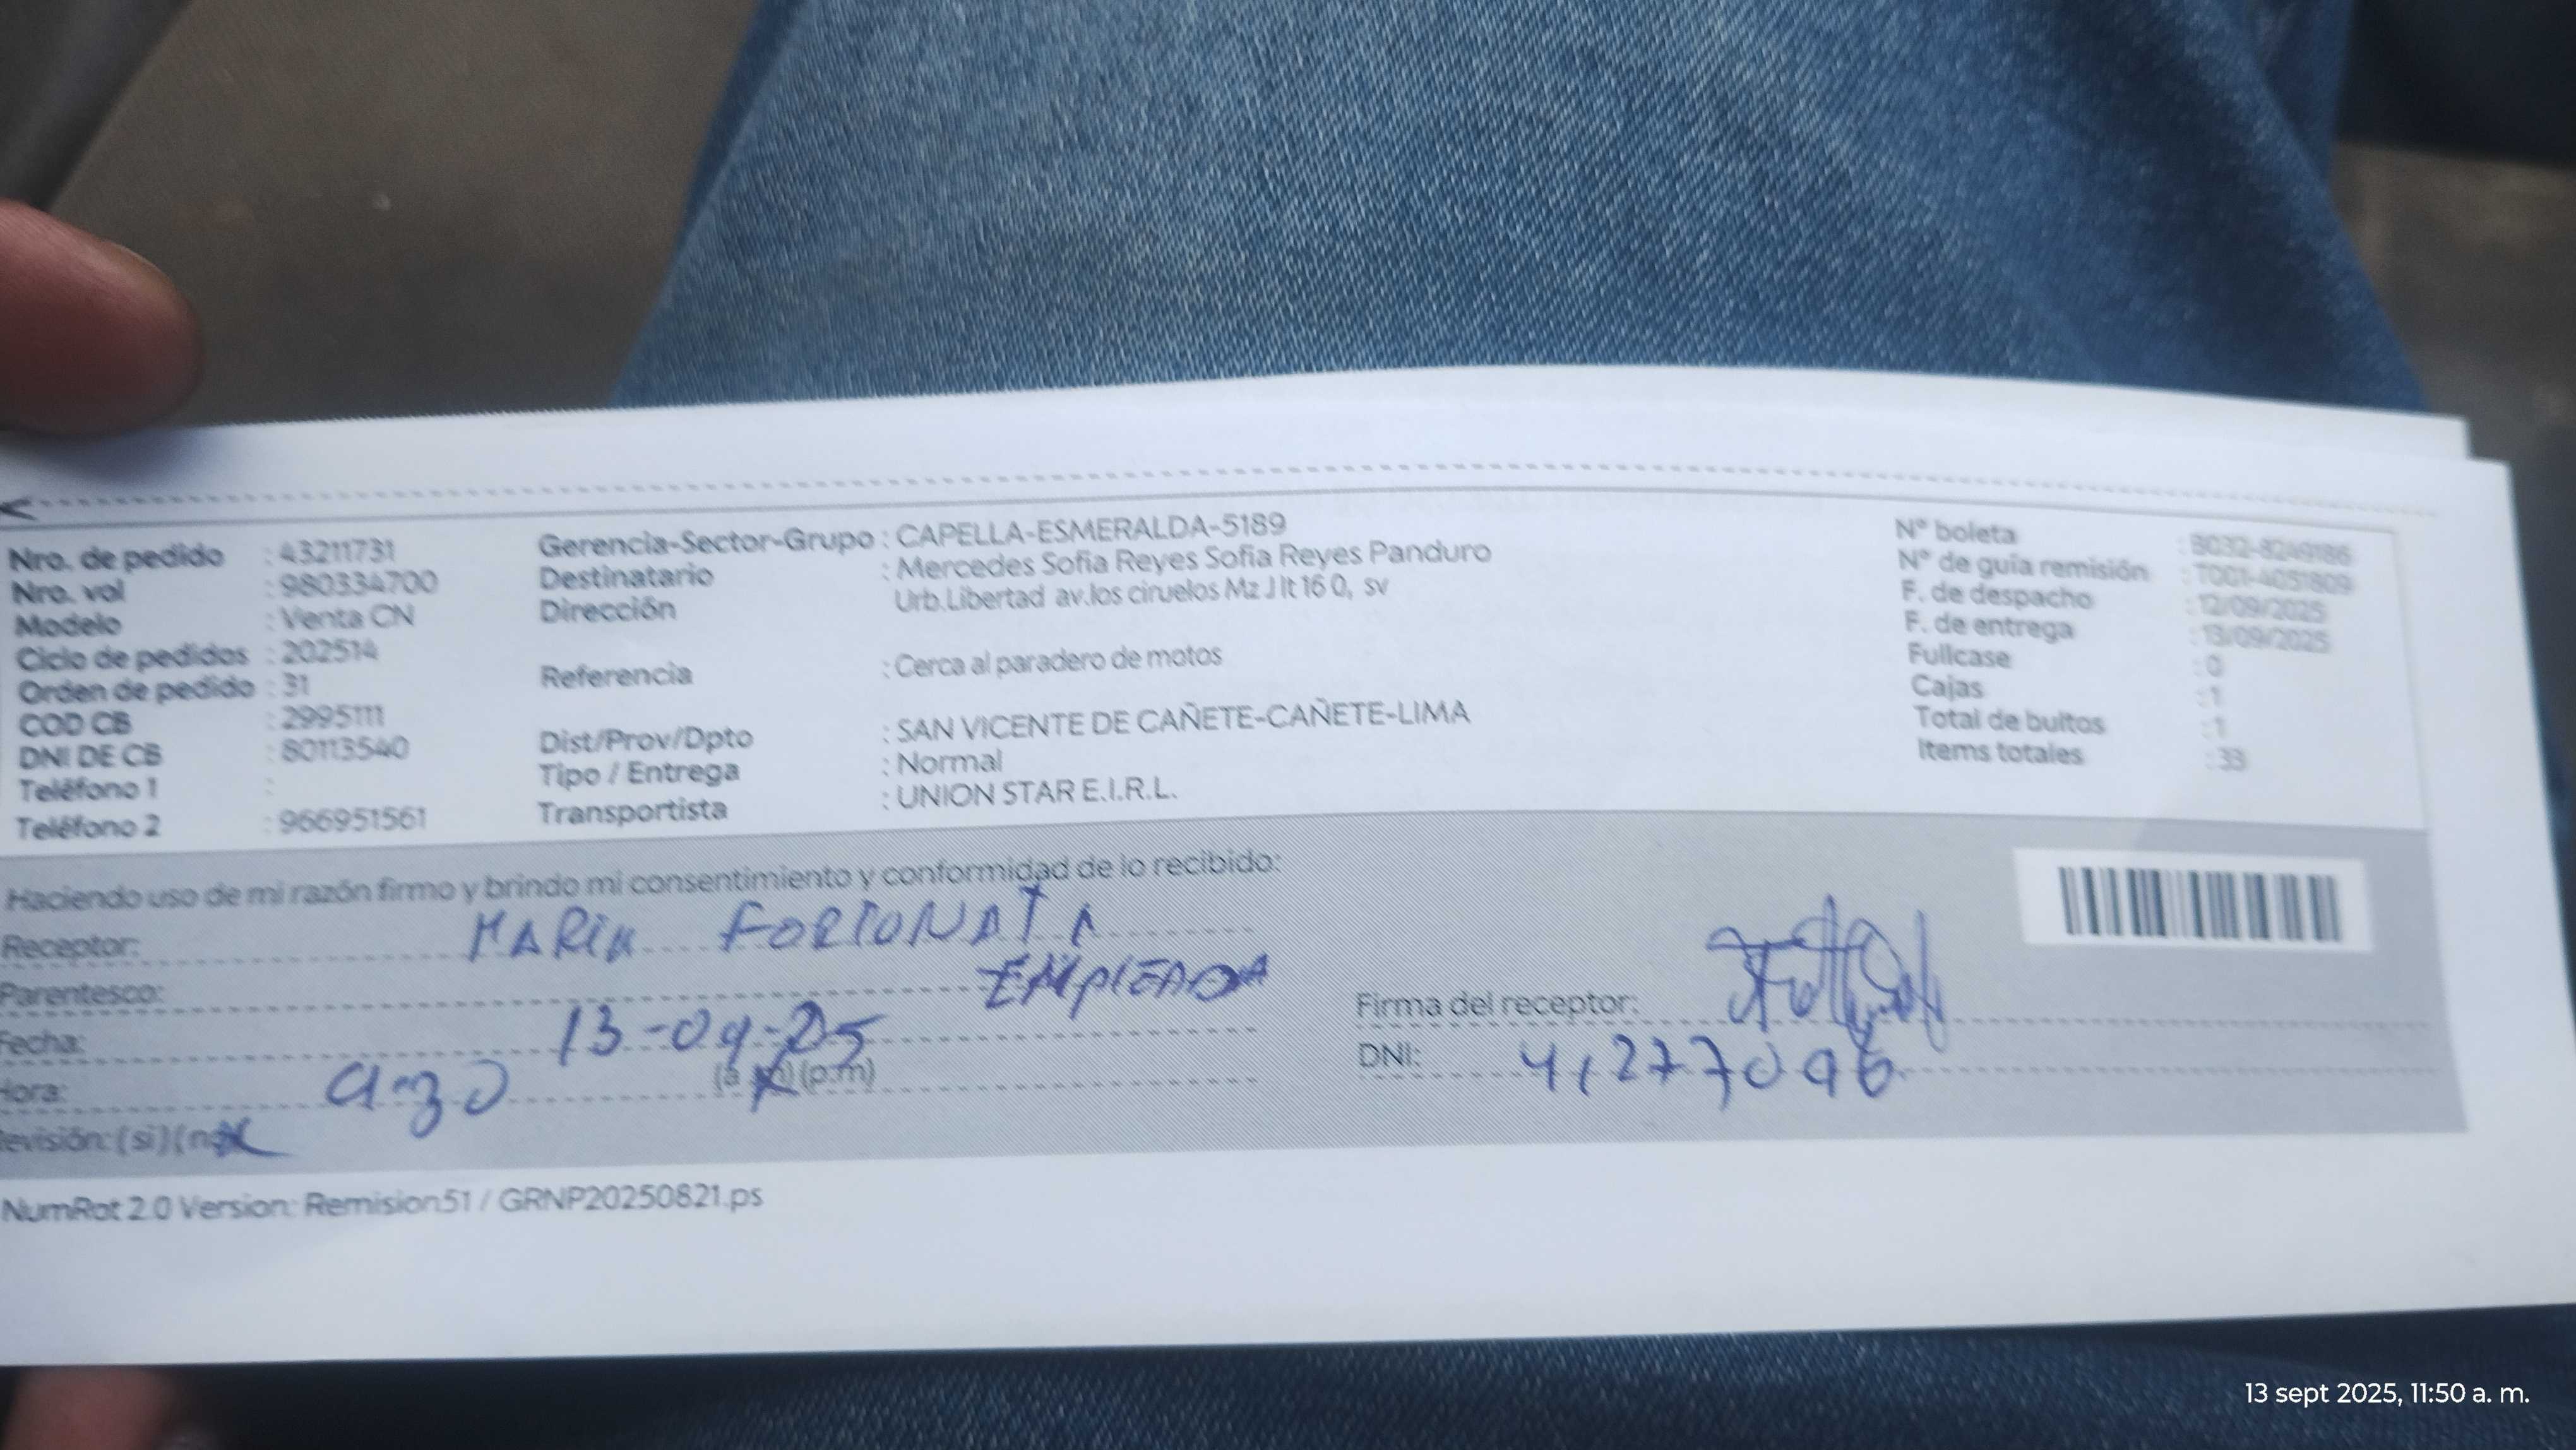 Nro. de pedido : 43211731
Nro. vol : 980334700
Modelo : Venta CN
Ciclo de pedidos : 202514
Orden de pedido : 31
COD CB : 2995111
DNI DE CB : 80113540
Teléfono 1 :
Teléfono 2 : 966951561
Gerencia-Sector-Grupo : CAPELLA-ESMERALDA-5189
Destinatario : Mercedes Sofia Reyes Sofia Reyes Panduro
Dirección Urb.Libertad av.los ciruelos Mz J lt 16 0, sv
Referencia : Cerca al paradero de motos
Dist/Prov/Dpto : SAN VICENTE DE CAÑETE-CAÑETE-LIMA
Tipo / Entrega : Normal
Transportista : UNION STAR E.I.R.L.
N° boleta : B032-8249186
N° de guía remisión : T001-4051809
F. de despacho : 12/09/2025
F. de entrega : 13/09/2025
Fullcase : 0
Cajas : 1
Total de bultos : 1
Items totales : 33
Haciendo uso de mi razón firmo y brindo mi consentimiento y conformidad de lo recibido:
Receptor: MARIA FORTONATA
Parentesco: EMPLEADA
Fecha: 13-09-25
Hora: 9-30 (a m) (p.m)
evisión: (si) (no
Firma del receptor:
DNI: 41277096
NumRot 2.0 Version: Remision51 / GRNP20250821.ps
13 sept 2025, 11:50 a. m.